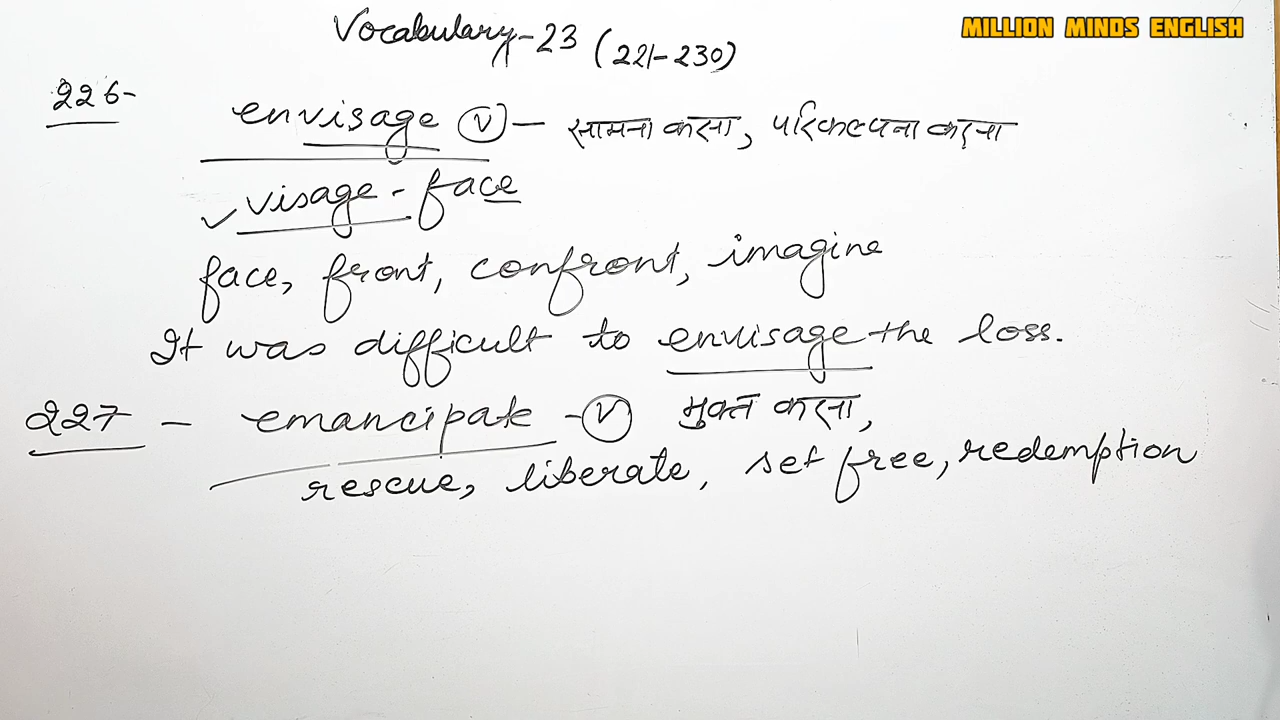 Vocabulary-23 (221-230)
MILLION MINDS ENGLISH
226-
envisage (V) - सामना करना, परिकल्पना करना
✓ visage - face
face, front, confront, imagine
It was difficult to envisage the loss.
227 - emancipate - (V) मुक्त करना,
rescue, liberate, set free, redemption